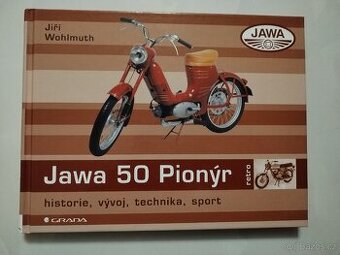 Jiří
Wohlmuth
JAWA
Jawa 50 Pionýr
retro
historie, vývoj, technika, sport
GRADA